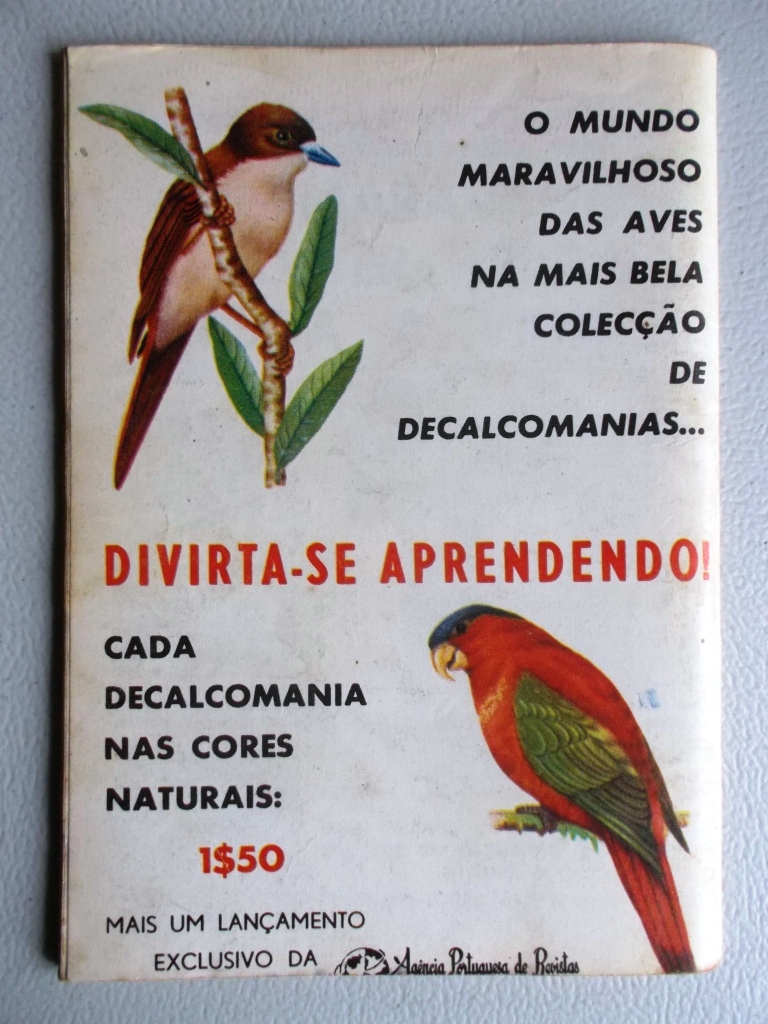 O MUNDO
MARAVILHOSO
DAS AVES
NA MAIS BELA
COLECÇÃO
DE
DECALCOMANIAS...
DIVIRTA-SE APRENDENDO!
CADA
DECALCOMANIA
NAS CORES
NATURAIS:
1$50
MAIS UM LANÇAMENTO
EXCLUSIVO DA Agência Portuguesa de Revistas